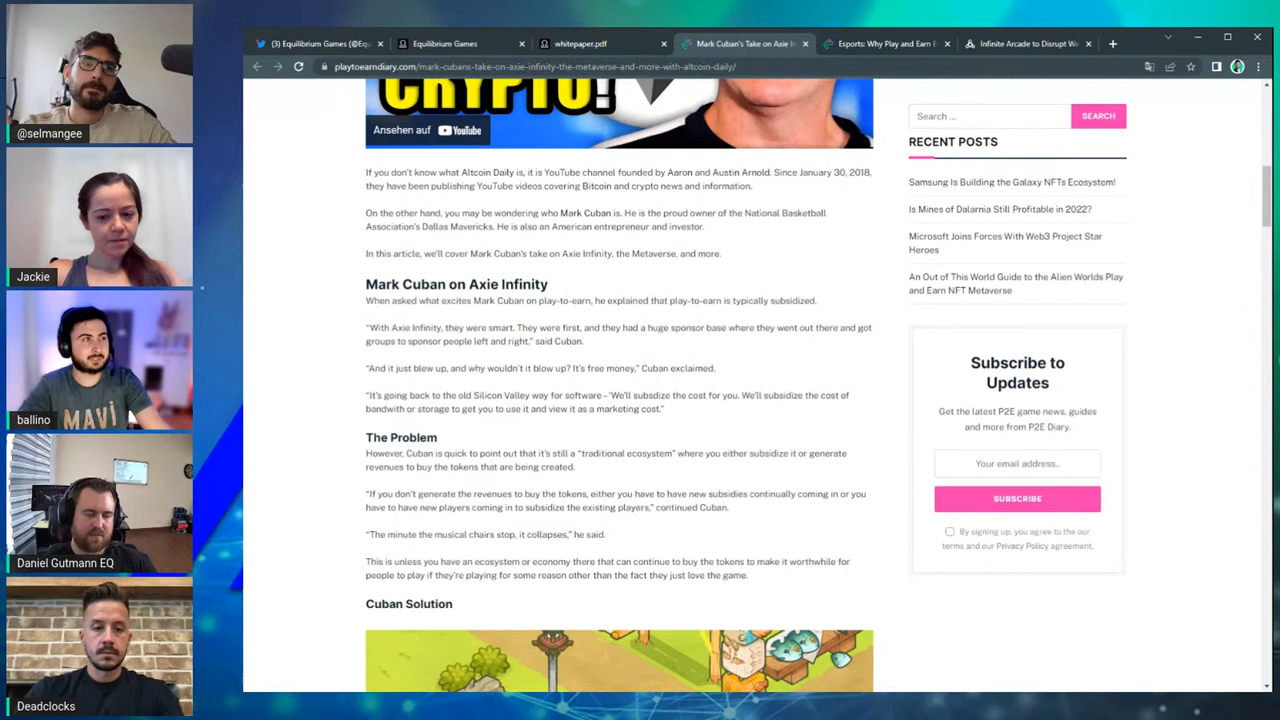 @selmangee
Jackie
MAVİ
ballino
Daniel Gutmann EQ
Deadclocks
(3) Equilibrium Games (@Equ
Equilibrium Games
whitepaper.pdf
Mark Cuban's Take on Axie In
Esports: Why Play and Earn E
Infinite Arcade to Disrupt We
playtoearndiary.com/mark-cubans-take-on-axie-infinity-the-metaverse-and-more-with-altcoin-daily/
CRYPTO!
Ansehen auf YouTube
If you don't know what Altcoin Daily is, it is YouTube channel founded by Aaron and Austin Arnold. Since January 30, 2018,
they have been publishing YouTube videos covering Bitcoin and crypto news and information.
On the other hand, you may be wondering who Mark Cuban is. He is the proud owner of the National Basketball
Association's Dallas Mavericks. He is also an American entrepreneur and investor.
In this article, we'll cover Mark Cuban's take on Axie Infinity, the Metaverse, and more.
Mark Cuban on Axie Infinity
When asked what excites Mark Cuban on play-to-earn, he explained that play-to-earn is typically subsidized.
“With Axie Infinity, they were smart. They were first, and they had a huge sponsor base where they went out there and got
groups to sponsor people left and right,” said Cuban.
“And it just blew up, and why wouldn't it blow up? It's free money,” Cuban exclaimed.
“It's going back to the old Silicon Valley way for software – ‘We'll subsdize the cost for you. We'll subsidize the cost of
bandwith or storage to get you to use it and view it as a marketing cost.”
The Problem
However, Cuban is quick to point out that it's still a “traditional ecosystem” where you either subsidize it or generate
revenues to buy the tokens that are being created.
“If you don't generate the revenues to buy the tokens, either you have to have new subsidies continually coming in or you
have to have new players coming in to subsidize the existing players,” continued Cuban.
“The minute the musical chairs stop, it collapses,” he said.
This is unless you have an ecosystem or economy there that can continue to buy the tokens to make it worthwhile for
people to play if they're playing for some reason other than the fact they just love the game.
Cuban Solution
Search ...
SEARCH
RECENT POSTS
Samsung Is Building the Galaxy NFTs Ecosystem!
Is Mines of Dalarnia Still Profitable in 2022?
Microsoft Joins Forces With Web3 Project Star
Heroes
An Out of This World Guide to the Alien Worlds Play
and Earn NFT Metaverse
Subscribe to
Updates
Get the latest P2E game news, guides
and more from P2E Diary.
Your email address..
SUBSCRIBE
By signing up, you agree to the our
terms and our Privacy Policy agreement.